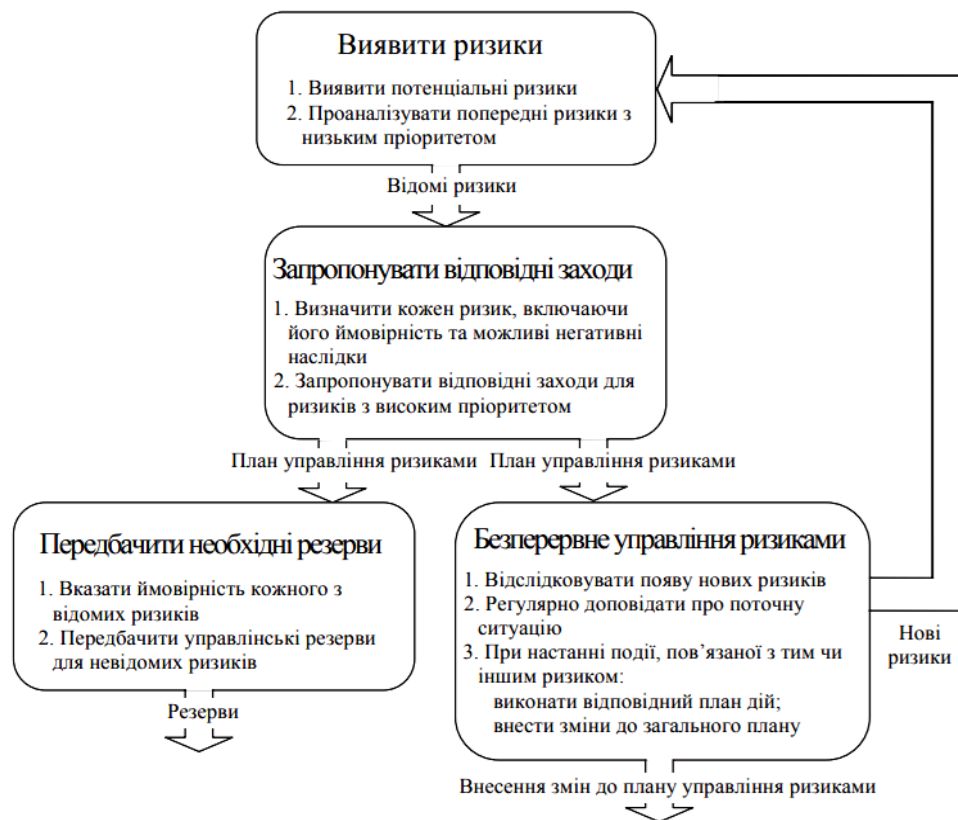 Виявити ризики
1. Виявити потенціальні ризики
2. Проаналізувати попередні ризики з
низьким пріоритетом
Відомі ризики
Запропонувати відповідні заходи
1. Визначити кожен ризик, включаючи
його ймовірність та можливі негативні
наслідки
2. Запропонувати відповідні заходи для
ризиків з високим пріоритетом
План управління ризиками
План управління ризиками
Передбачити необхідні резерви
1. Вказати ймовірність кожного з
відомих ризиків
2. Передбачити управлінські резерви
для невідомих ризиків
Резерви
Безперервне управління ризиками
1. Відслідковувати появу нових ризиків
2. Регулярно доповідати про поточну
ситуацію
3. При настанні події, пов’язаної з тим чи
іншим ризиком:
виконати відповідний план дій;
внести зміни до загального плану
Нові
ризики
Внесення змін до плану управління ризиками